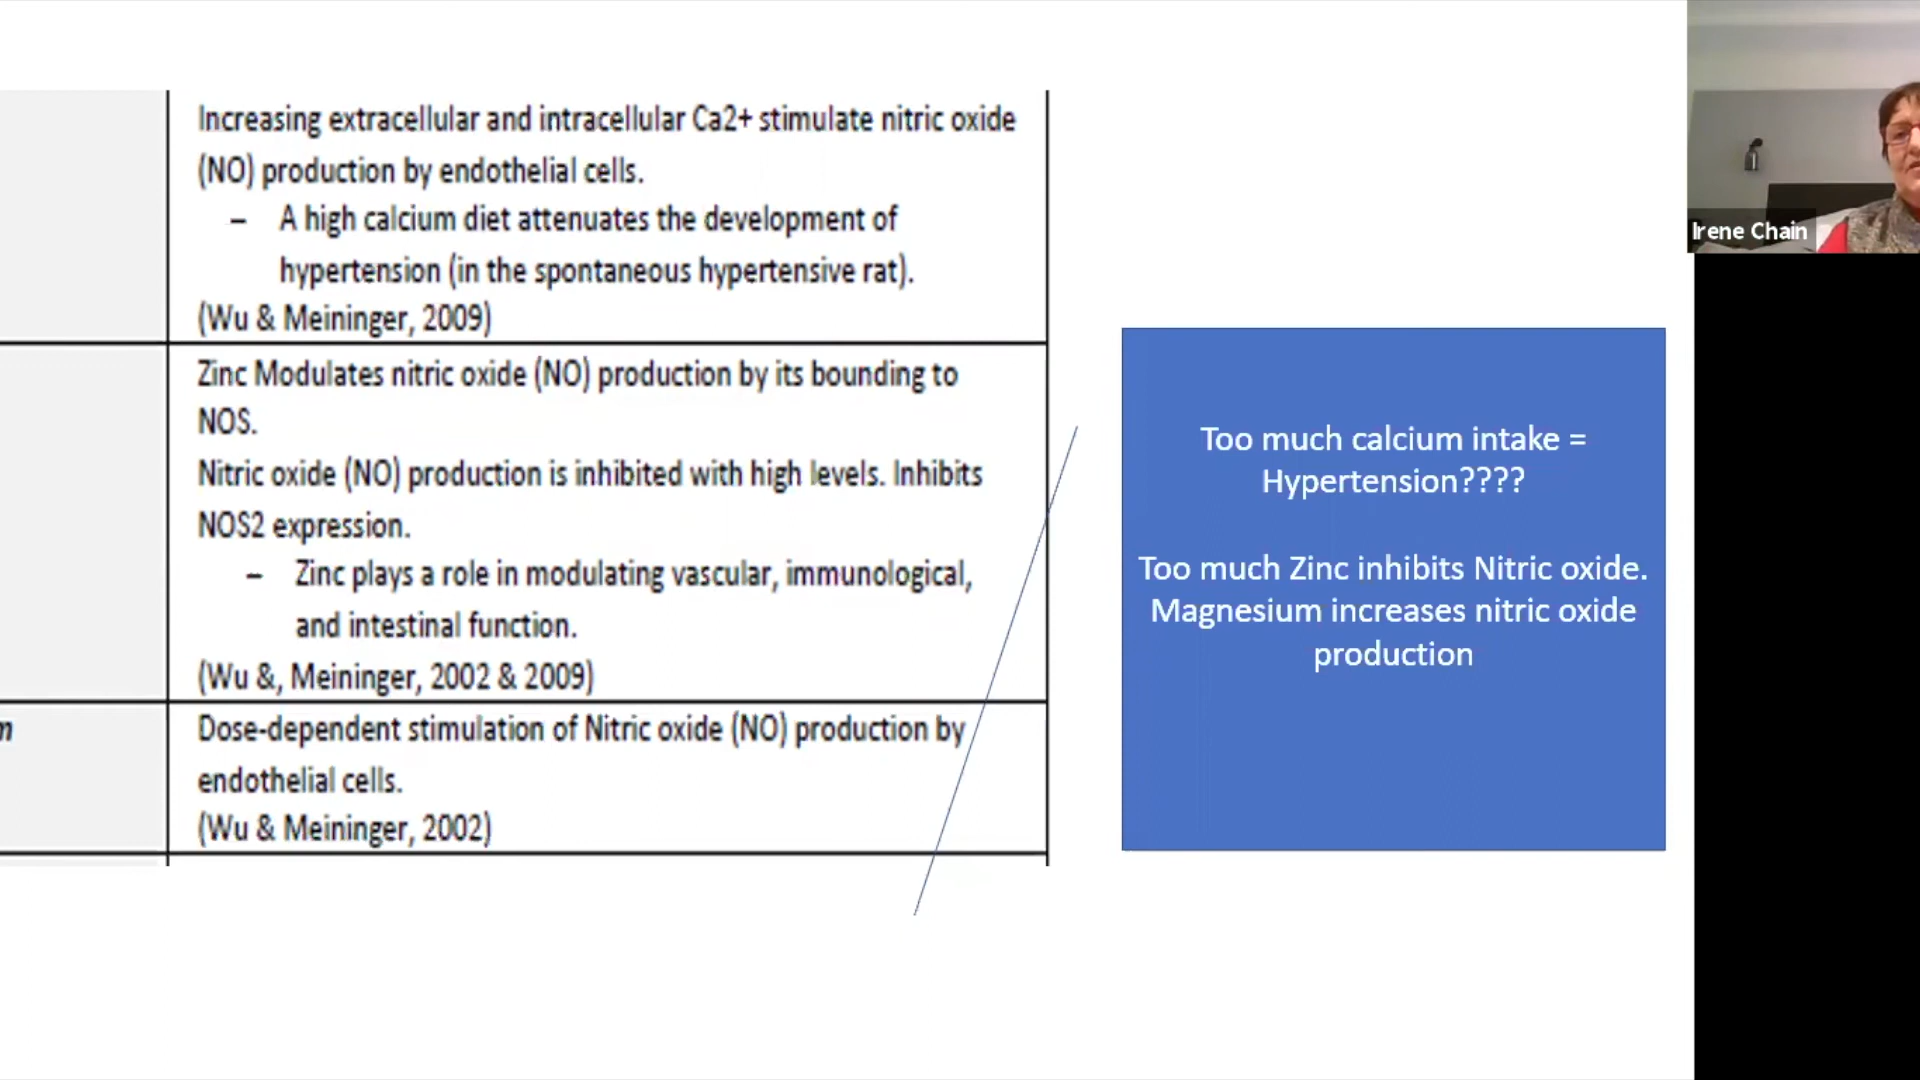 Increasing extracellular and intracellular Ca2+ stimulate nitric oxide
(NO) production by endothelial cells.
– A high calcium diet attenuates the development of
hypertension (in the spontaneous hypertensive rat).
(Wu & Meininger, 2009)
Zinc Modulates nitric oxide (NO) production by its bounding to
NOS.
Nitric oxide (NO) production is inhibited with high levels. Inhibits
NOS2 expression.
– Zinc plays a role in modulating vascular, immunological,
and intestinal function.
(Wu &, Meininger, 2002 & 2009)
m
Dose-dependent stimulation of Nitric oxide (NO) production by
endothelial cells.
(Wu & Meininger, 2002)
Too much calcium intake =
Hypertension????
Too much Zinc inhibits Nitric oxide.
Magnesium increases nitric oxide
production
Irene Chain